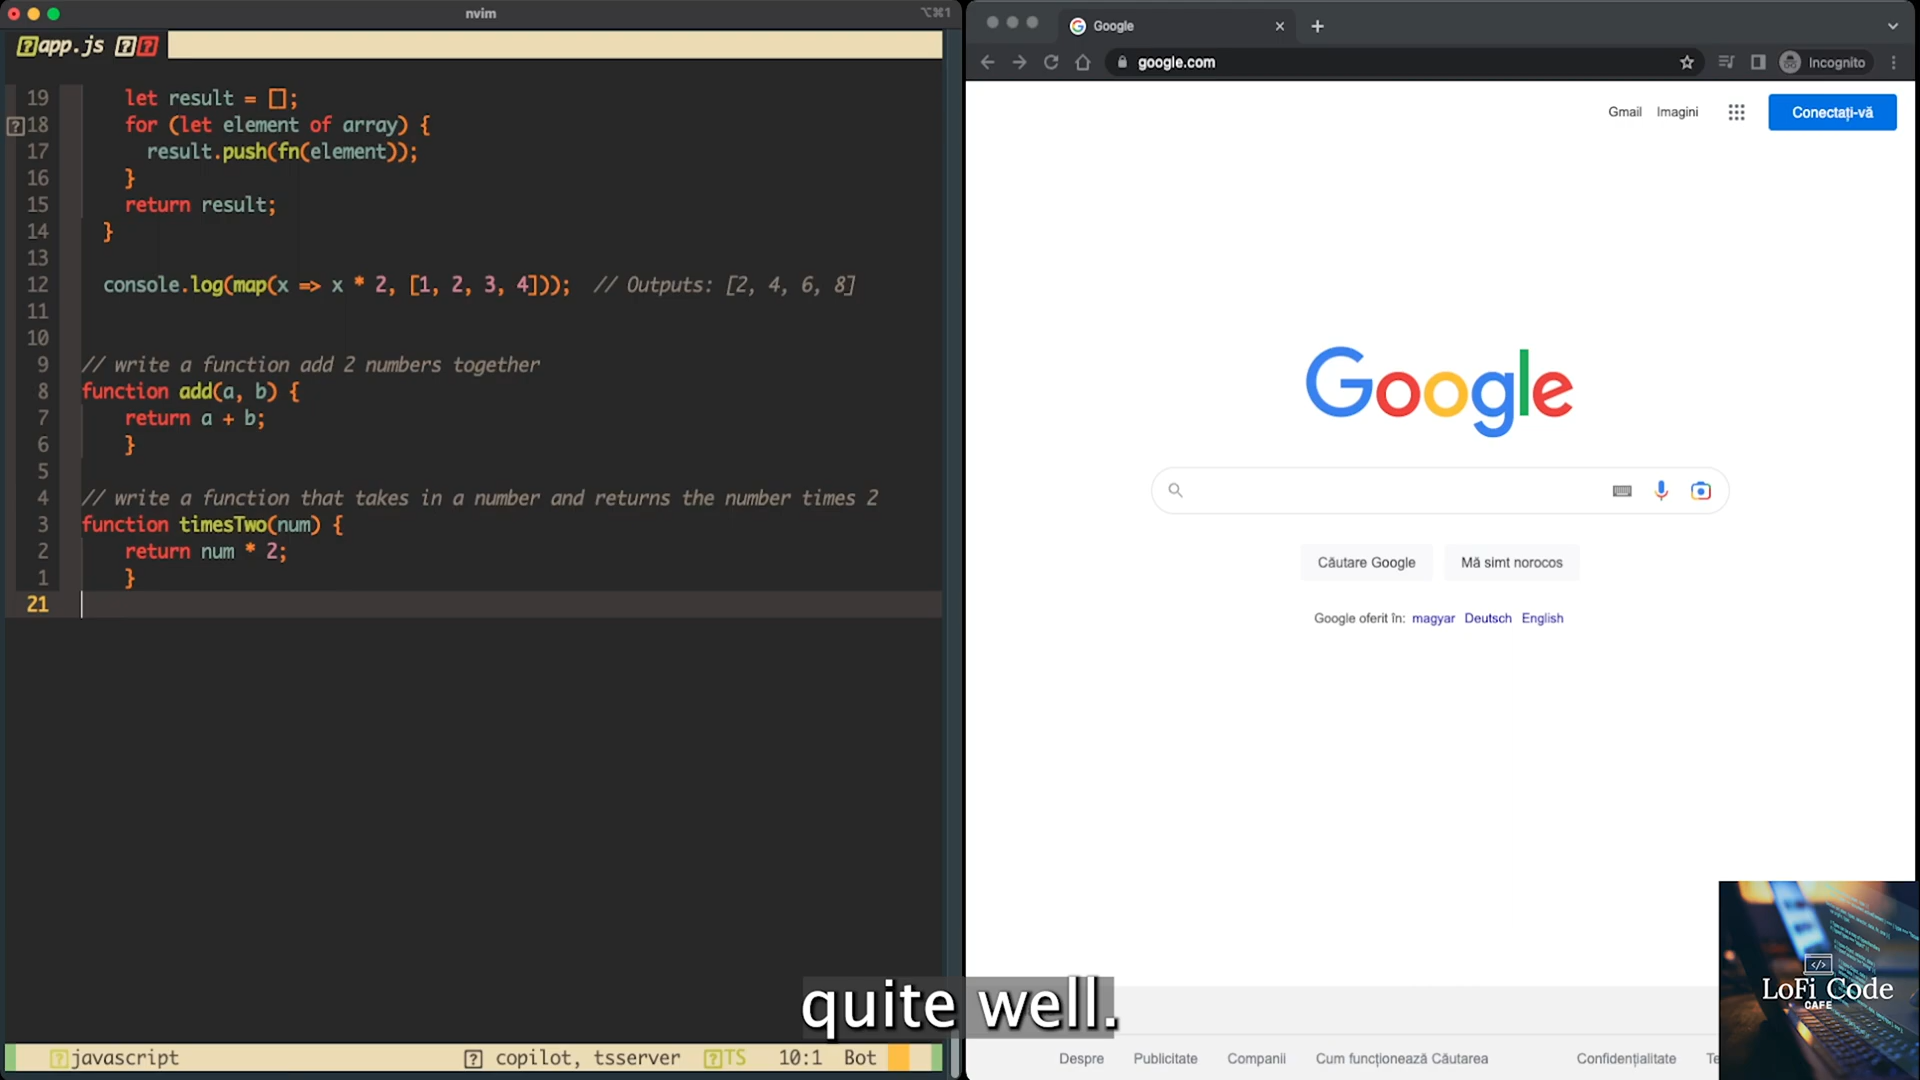 nvim
⌥⌘1
app.js
19 let result = [];
18 for (let element of array) {
17 result.push(fn(element));
16 }
15 return result;
14 }
13
12 console.log(map(x => x * 2, [1, 2, 3, 4])); // Outputs: [2, 4, 6, 8]
11
10
9 // write a function add 2 numbers together
8 function add(a, b) {
7 return a + b;
6 }
5
4 // write a function that takes in a number and returns the number times 2
3 function timesTwo(num) {
2 return num * 2;
1 }
21
javascript
copilot, tsserver
TS
10:1
Bot
Google
google.com
Incognito
Gmail
Imagini
Conectați-vă
Google
Căutare Google
Mă simt norocos
Google oferit în: magyar Deutsch English
quite well.
Despre
Publicitate
Companii
Cum funcționează Căutarea
Confidențialitate
</>
LoFi Code
CAFE